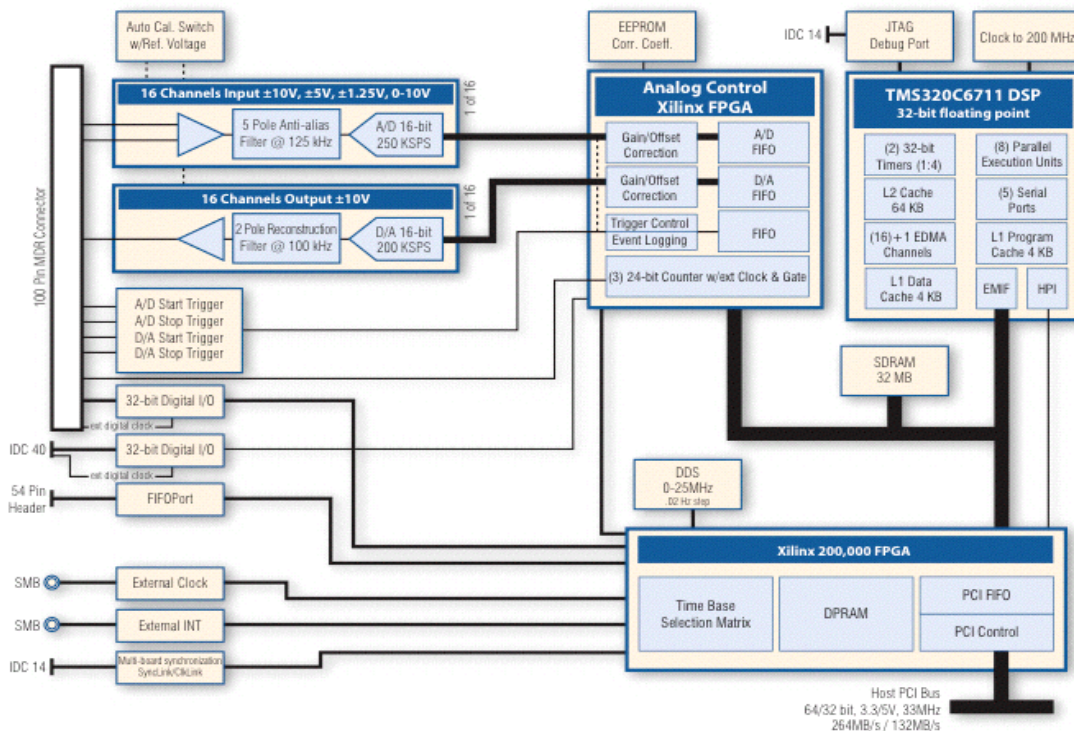 Auto Cal. Switch
w/Ref. Voltage
EEPROM
Corr. Coeff.
IDC 14
JTAG
Debug Port
Clock to 200 MHz
100 Pin MDR Connector
16 Channels Input ±10V, ±5V, ±1.25V, 0-10V
5 Pole Anti-alias
Filter @ 125 kHz
A/D 16-bit
250 KSPS
1 of 16
16 Channels Output ±10V
2 Pole Reconstruction
Filter @ 100 kHz
D/A 16-bit
200 KSPS
1 of 16
Analog Control
Xilinx FPGA
Gain/Offset
Correction
A/D
FIFO
Gain/Offset
Correction
D/A
FIFO
Trigger Control
Event Logging
FIFO
(3) 24-bit Counter w/ext Clock & Gate
TMS320C6711 DSP
32-bit floating point
(2) 32-bit
Timers (1:4)
(8) Parallel
Execution Units
L2 Cache
64 KB
(5) Serial
Ports
(16)+1 EDMA
Channels
L1 Program
Cache 4 KB
L1 Data
Cache 4 KB
EMIF
HPI
A/D Start Trigger
A/D Stop Trigger
D/A Start Trigger
D/A Stop Trigger
SDRAM
32 MB
32-bit Digital I/O
ext digital clock
IDC 40
32-bit Digital I/O
ext digital clock
54 Pin
Header
FIFOPort
DDS
0-25MHz
.02 Hz step
Xilinx 200,000 FPGA
Time Base
Selection Matrix
DPRAM
PCI FIFO
PCI Control
SMB
External Clock
SMB
External INT
IDC 14
Multi-board synchronization
SyncLink/ClkLink
Host PCI Bus
64/32 bit, 3.3/5V, 33MHz
264MB/s / 132MB/s